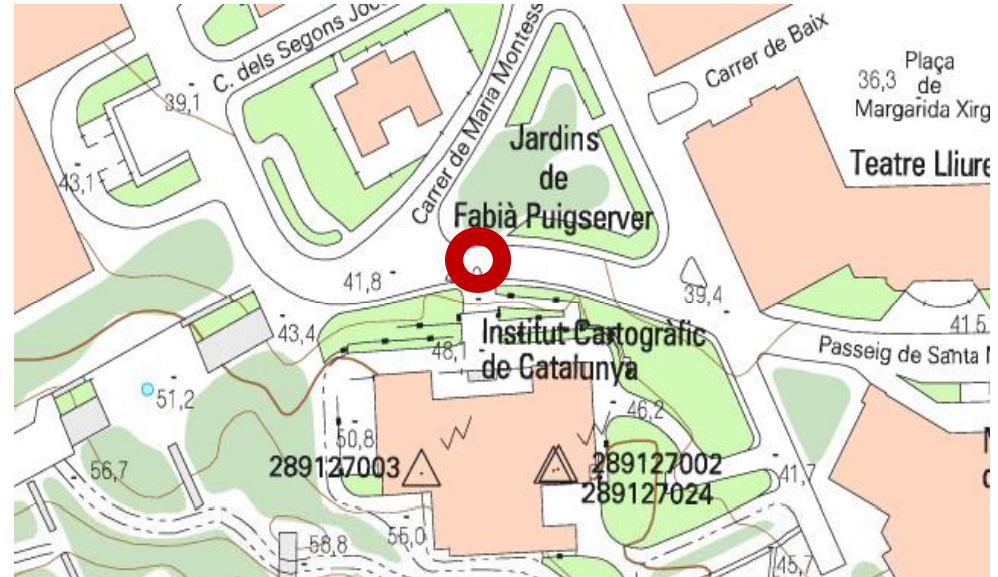 C. dels Segons Jocs
Carrer de Maria Montess
Carrer de Baix
Plaça
36,3 de
Margarida Xirg
39,1
Jardins
de
Fabià Puigserver
Teatre Lliure
43,1
41,8
39,4
43,4
Institut Cartogràfic
de Catalunya
48,1
41,5
Passeig de Santa M
51,2
46,2
50,8
289127003
289127002
289127024
56,7
41,7
55,0
58,8
45,7